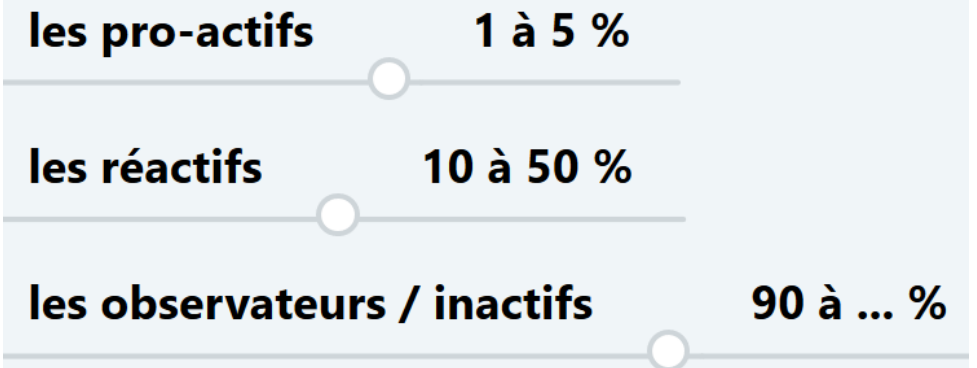 les pro-actifs 1 à 5 %
les réactifs 10 à 50 %
les observateurs / inactifs 90 à ... %